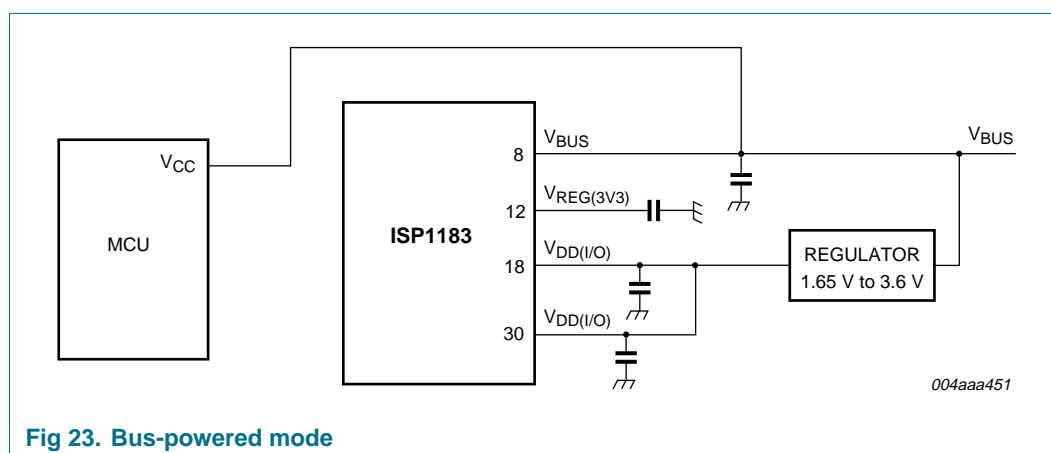 MCU
VCC
ISP1183
8
VBUS
VBUS
12
VREG(3V3)
18
VDD(I/O)
30
VDD(I/O)
REGULATOR
1.65 V to 3.6 V
004aaa451
Fig 23. Bus-powered mode